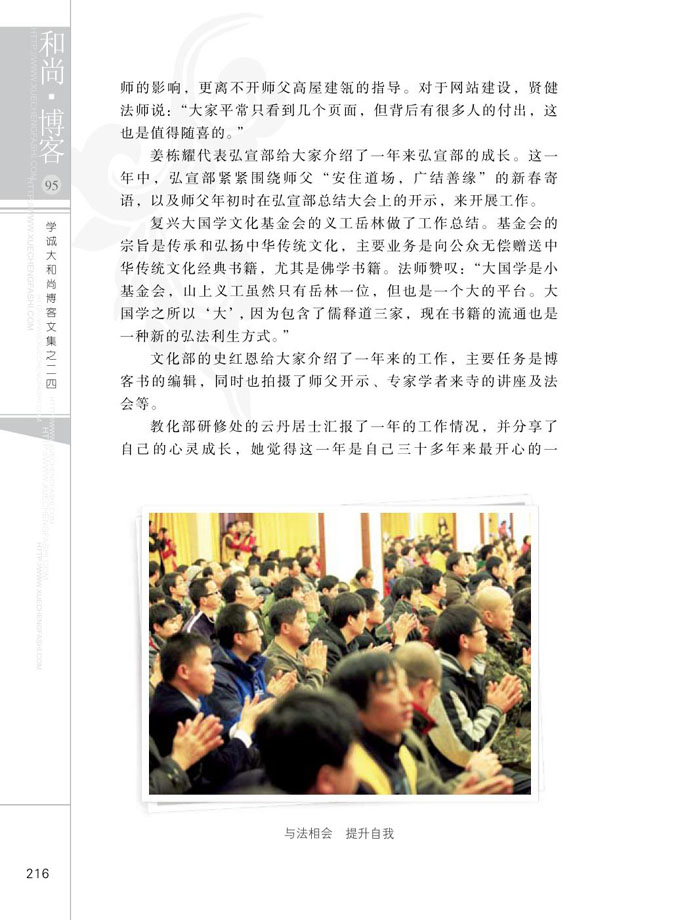 和尚·博客
95
学诚大和尚博客文集之二四
师的影响，更离不开师父高屋建瓴的指导。对于网站建设，贤健
法师说：“大家平常只看到几个页面，但背后有很多人的付出，这
也是值得随喜的。”
姜栋耀代表弘宣部给大家介绍了一年来弘宣部的成长。这一
年中，弘宣部紧紧围绕师父“安住道场，广结善缘”的新春寄
语，以及师父年初时在弘宣部总结大会上的开示，来开展工作。
复兴大国学文化基金会的义工岳林做了工作总结。基金会的
宗旨是传承和弘扬中华传统文化，主要业务是向公众无偿赠送中
华传统文化经典书籍，尤其是佛学书籍。法师赞叹：“大国学是小
基金会，山上义工虽然只有岳林一位，但也是一个大的平台。大
国学之所以‘大’，因为包含了儒释道三家，现在书籍的流通也是
一种新的弘法利生方式。”
文化部的史红恩给大家介绍了一年来的工作，主要任务是博
客书的编辑，同时也拍摄了师父开示、专家学者来寺的讲座及法
会等。
教化部研修处的云丹居士汇报了一年的工作情况，并分享了
自己的心灵成长，她觉得这一年是自己三十多年来最开心的一
与法相会　提升自我
216